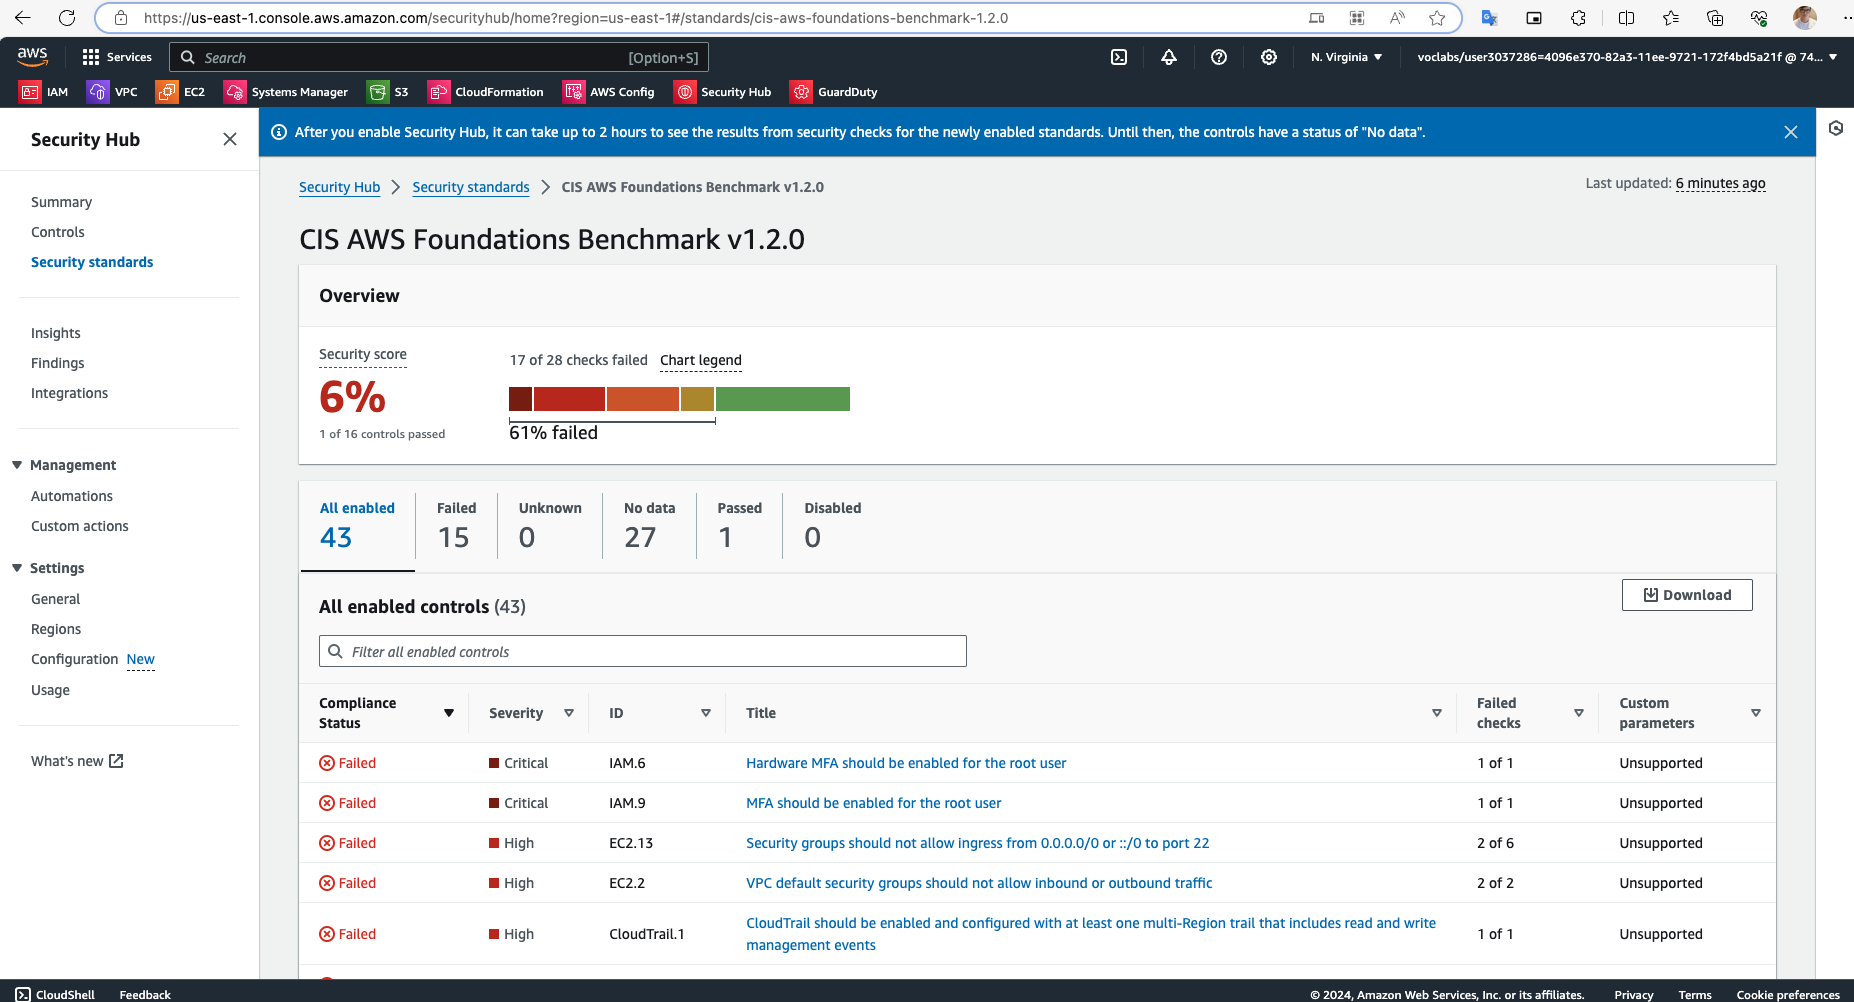 https://us-east-1.console.aws.amazon.com/securityhub/home?region=us-east-1#/standards/cis-aws-foundations-benchmark-1.2.0
aws Services Search [Option+S] N. Virginia voclabs/user3037286=4096e370-82a3-11ee-9721-172f4bd5a21f @ 74...
IAM VPC EC2 Systems Manager S3 CloudFormation AWS Config Security Hub GuardDuty
Security Hub
Summary
Controls
Security standards
Insights
Findings
Integrations
Management
Automations
Custom actions
Settings
General
Regions
Configuration New
Usage
What's new
After you enable Security Hub, it can take up to 2 hours to see the results from security checks for the newly enabled standards. Until then, the controls have a status of "No data".
Security Hub Security standards CIS AWS Foundations Benchmark v1.2.0
Last updated: 6 minutes ago
CIS AWS Foundations Benchmark v1.2.0
Overview
Security score
6%
1 of 16 controls passed
17 of 28 checks failed Chart legend
61% failed
All enabled Failed Unknown No data Passed Disabled
43 15 0 27 1 0
All enabled controls (43)
Download
Filter all enabled controls
Compliance Status Severity ID Title Failed checks Custom parameters
Failed Critical IAM.6 Hardware MFA should be enabled for the root user 1 of 1 Unsupported
Failed Critical IAM.9 MFA should be enabled for the root user 1 of 1 Unsupported
Failed High EC2.13 Security groups should not allow ingress from 0.0.0.0/0 or ::/0 to port 22 2 of 6 Unsupported
Failed High EC2.2 VPC default security groups should not allow inbound or outbound traffic 2 of 2 Unsupported
Failed High CloudTrail.1 CloudTrail should be enabled and configured with at least one multi-Region trail that includes read and write management events 1 of 1 Unsupported
CloudShell Feedback © 2024, Amazon Web Services, Inc. or its affiliates. Privacy Terms Cookie preferences